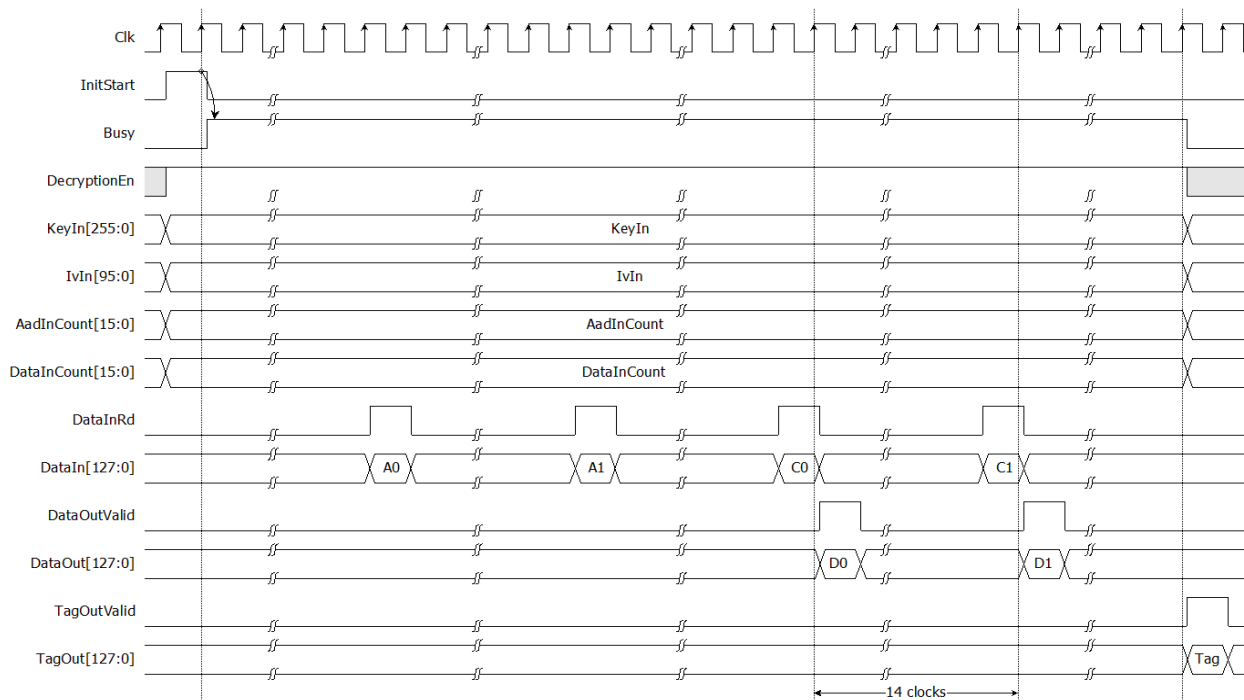 Clk
InitStart
Busy
DecryptionEn
KeyIn[255:0] KeyIn
IvIn[95:0] IvIn
AadInCount[15:0] AadInCount
DataInCount[15:0] DataInCount
DataInRd
DataIn[127:0] A0 A1 C0 C1
DataOutValid
DataOut[127:0] D0 D1
TagOutValid
TagOut[127:0] Tag
14 clocks